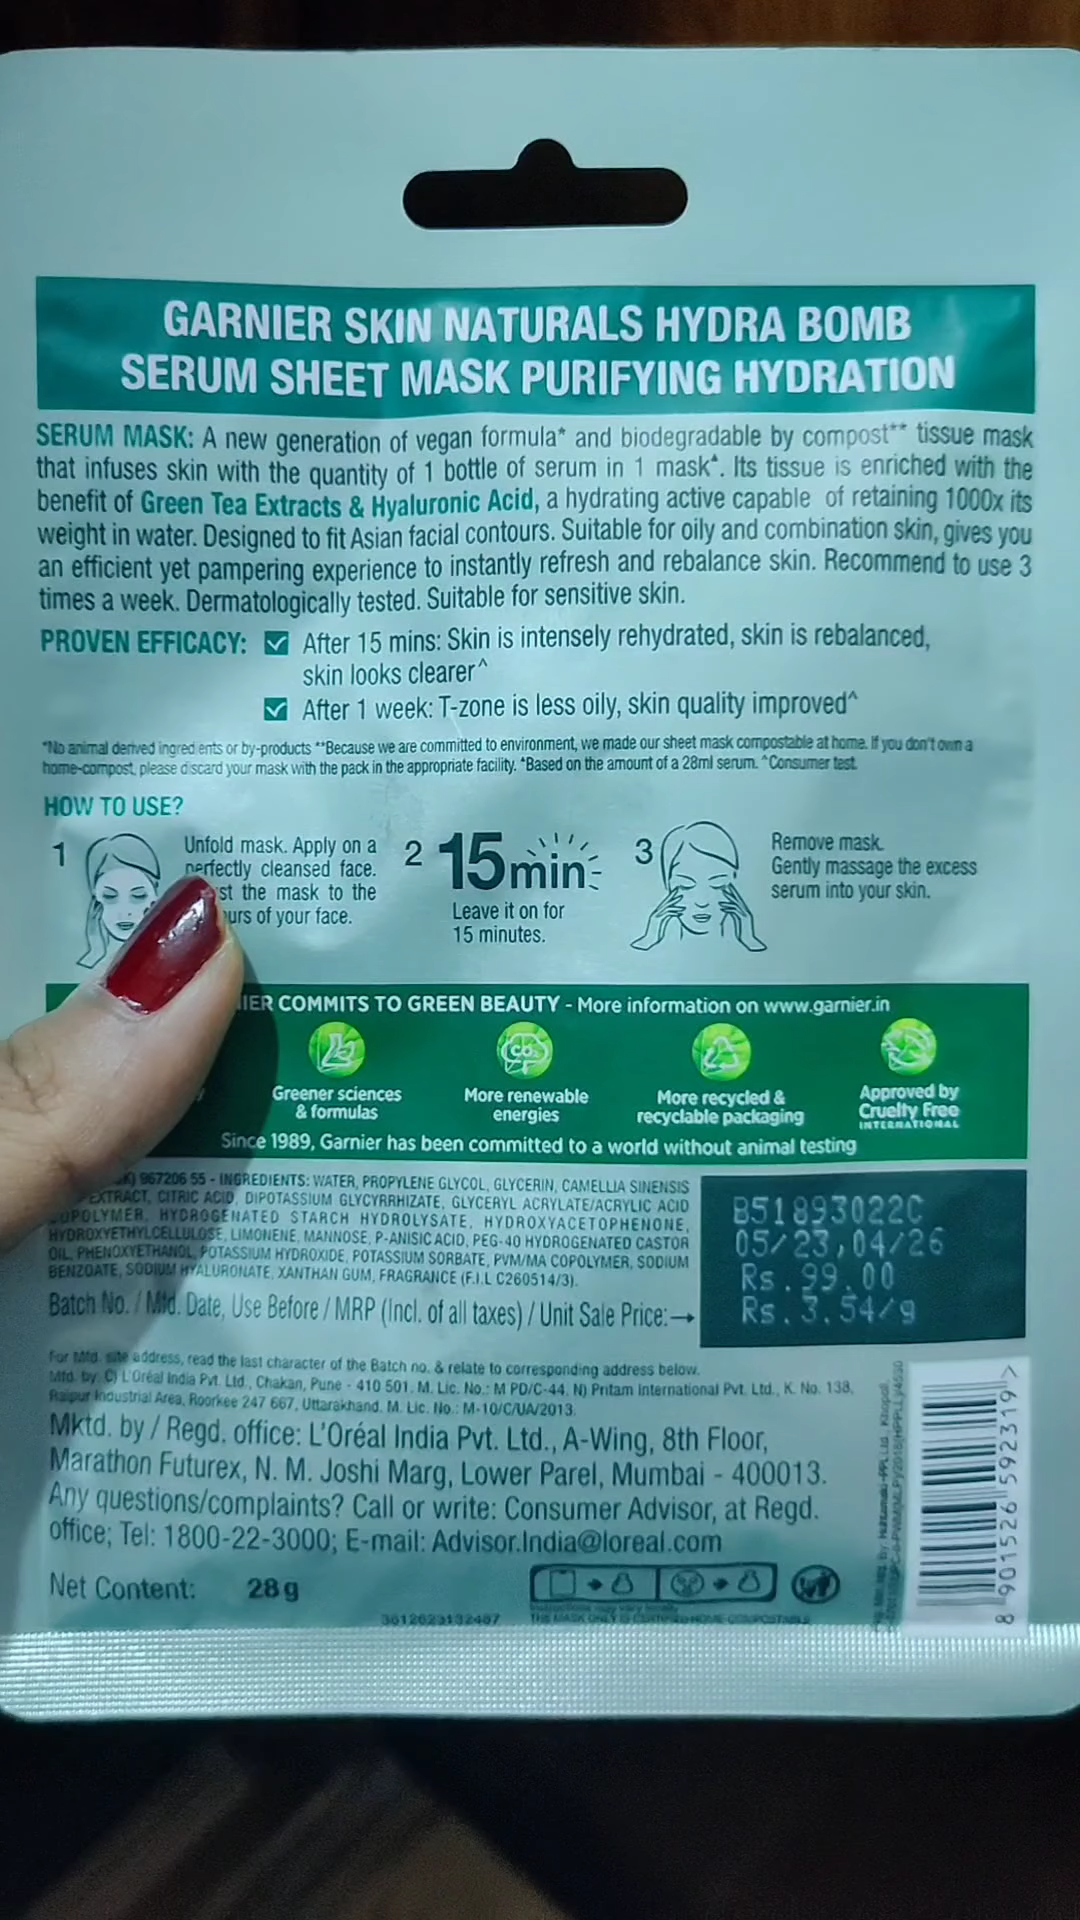 GARNIER SKIN NATURALS HYDRA BOMB
SERUM SHEET MASK PURIFYING HYDRATION
SERUM MASK: A new generation of vegan formula* and biodegradable by compost** tissue mask
that infuses skin with the quantity of 1 bottle of serum in 1 mask*. Its tissue is enriched with the
benefit of Green Tea Extracts & Hyaluronic Acid, a hydrating active capable of retaining 1000x its
weight in water. Designed to fit Asian facial contours. Suitable for oily and combination skin, gives you
an efficient yet pampering experience to instantly refresh and rebalance skin. Recommend to use 3
times a week. Dermatologically tested. Suitable for sensitive skin.
PROVEN EFFICACY: After 15 mins: Skin is intensely rehydrated, skin is rebalanced,
skin looks clearer^
After 1 week: T-zone is less oily, skin quality improved^
*No animal derived ingredients or by-products **Because we are committed to environment, we made our sheet mask compostable at home. If you don't own a
home-compost, please discard your mask with the pack in the appropriate facility. *Based on the amount of a 28ml serum. ^Consumer test.
HOW TO USE?
1
Unfold mask. Apply on a
perfectly cleansed face.
the mask to the
of your face.
2 15min
Leave it on for
15 minutes.
3
Remove mask.
Gently massage the excess
serum into your skin.
COMMITS TO GREEN BEAUTY - More information on www.garnier.in
Greener sciences
& formulas
More renewable
energies
More recycled &
recyclable packaging
Approved by
Cruelty Free
INTERNATIONAL
CO2
Since 1989, Garnier has been committed to a world without animal testing
967206 55 - INGREDIENTS: WATER, PROPYLENE GLYCOL, GLYCERIN, CAMELLIA SINENSIS
EXTRACT, CITRIC ACID, DIPOTASSIUM GLYCYRRHIZATE, GLYCERYL ACRYLATE/ACRYLIC ACID
COPOLYMER, HYDROGENATED STARCH HYDROLYSATE, HYDROXYACETOPHENONE,
HYDROXYETHYLCELLULOSE, LIMONENE, MANNOSE, P-ANISIC ACID, PEG-40 HYDROGENATED CASTOR
OIL, PHENOXYETHANOL, POTASSIUM HYDROXIDE, POTASSIUM SORBATE, PVM/MA COPOLYMER, SODIUM
BENZOATE, SODIUM HYALURONATE, XANTHAN GUM, FRAGRANCE (F.I.L C260514/3).
Batch No. / Mfd. Date, Use Before / MRP (Incl. of all taxes) / Unit Sale Price:→
B51893022C
05/23,04/26
Rs.99.00
Rs.3.54/g
For Mfd. site address, read the last character of the Batch no. & relate to corresponding address below.
Mfd. by: C) L'Oréal India Pvt. Ltd., Chakan, Pune - 410 501. M. Lic. No.: M PD/C-44, N) Pritam International Pvt. Ltd., K. No. 138,
Raipur Industrial Area, Roorkee 247 667, Uttarakhand. M. Lic. No.: M-10/C/UA/2013.
Mktd. by / Regd. office: L'Oréal India Pvt. Ltd., A-Wing, 8th Floor,
Marathon Futurex, N. M. Joshi Marg, Lower Parel, Mumbai - 400013.
Any questions/complaints? Call or write: Consumer Advisor, at Regd.
office; Tel: 1800-22-3000; E-mail: Advisor.India@loreal.com
Net Content: 28 g
3612623132407
THE MASK ONLY IS CERTIFIED HOME COMPOSTABLE
8 901526 592319 >